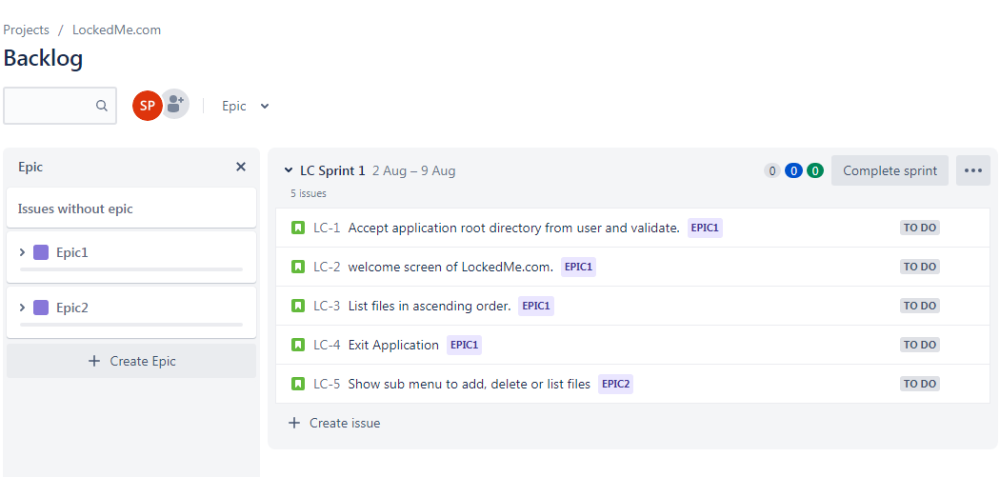 Projects / LockedMe.com
Backlog
SP Epic
Epic
Issues without epic
Epic1
Epic2
Create Epic
LC Sprint 1 2 Aug – 9 Aug 0 0 0 Complete sprint
5 issues
LC-1 Accept application root directory from user and validate. EPIC1 TO DO
LC-2 welcome screen of LockedMe.com. EPIC1 TO DO
LC-3 List files in ascending order. EPIC1 TO DO
LC-4 Exit Application EPIC1 TO DO
LC-5 Show sub menu to add, delete or list files EPIC2 TO DO
Create issue